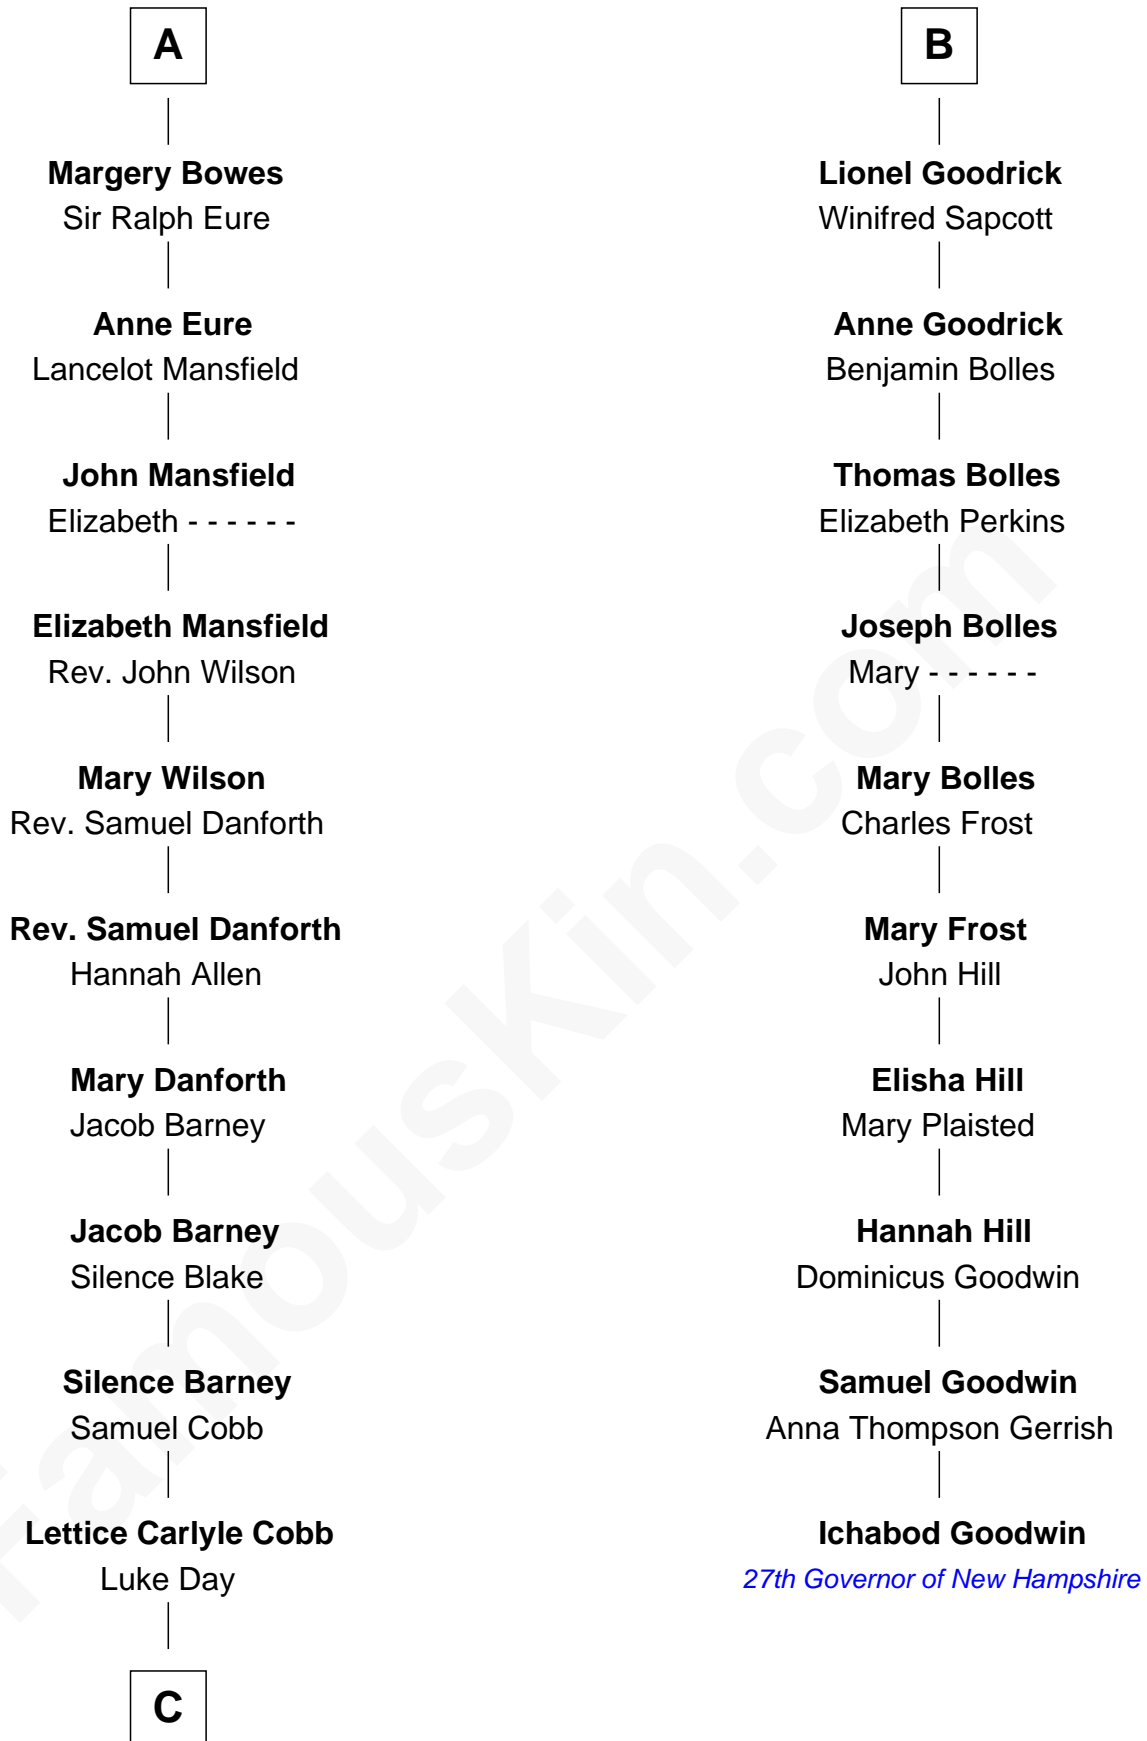 A
Margery Bowes
Sir Ralph Eure
Anne Eure
Lancelot Mansfield
John Mansfield
Elizabeth - - - - - -
Elizabeth Mansfield
Rev. John Wilson
Mary Wilson
Rev. Samuel Danforth
Rev. Samuel Danforth
Hannah Allen
Mary Danforth
Jacob Barney
Jacob Barney
Silence Blake
Silence Barney
Samuel Cobb
Lettice Carlyle Cobb
Luke Day
C
B
Lionel Goodrick
Winifred Sapcott
Anne Goodrick
Benjamin Bolles
Thomas Bolles
Elizabeth Perkins
Joseph Bolles
Mary - - - - - -
Mary Bolles
Charles Frost
Mary Frost
John Hill
Elisha Hill
Mary Plaisted
Hannah Hill
Dominicus Goodwin
Samuel Goodwin
Anna Thompson Gerrish
Ichabod Goodwin
27th Governor of New Hampshire
FamousKin.com